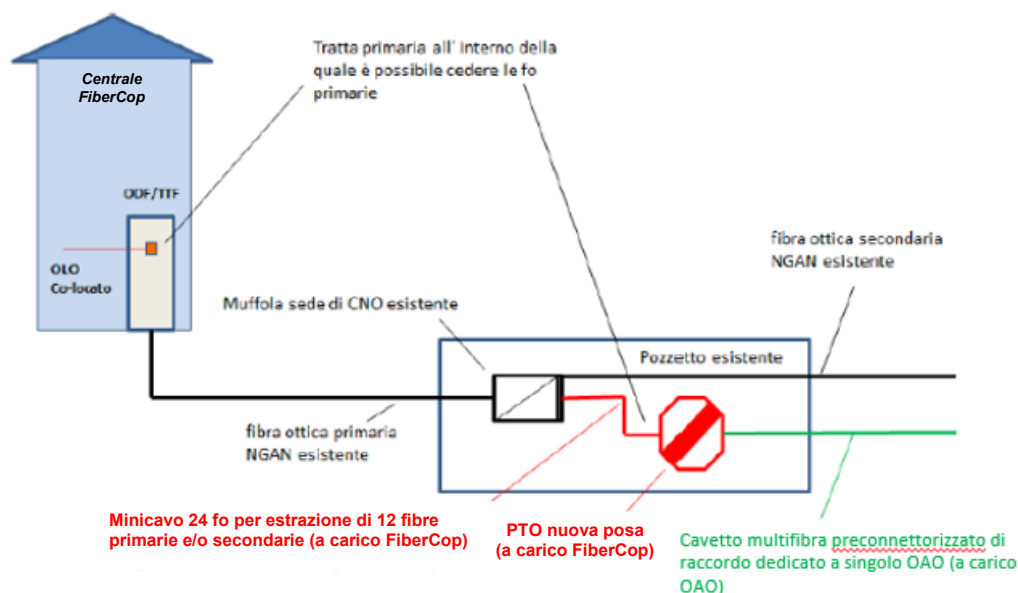 Centrale
FiberCop
Tratta primaria all' interno della
quale è possibile cedere le fo
primarie
ODF/TTF
OLO
Co-locato
fibra ottica secondaria
NGAN esistente
Muffola sede di CNO esistente
Pozzetto esistente
fibra ottica primaria
NGAN esistente
Minicavo 24 fo per estrazione di 12 fibre
primarie e/o secondarie (a carico FiberCop)
PTO nuova posa
(a carico FiberCop)
Cavetto multifibra preconnettorizzato di
raccordo dedicato a singolo OAO (a carico
OAO)